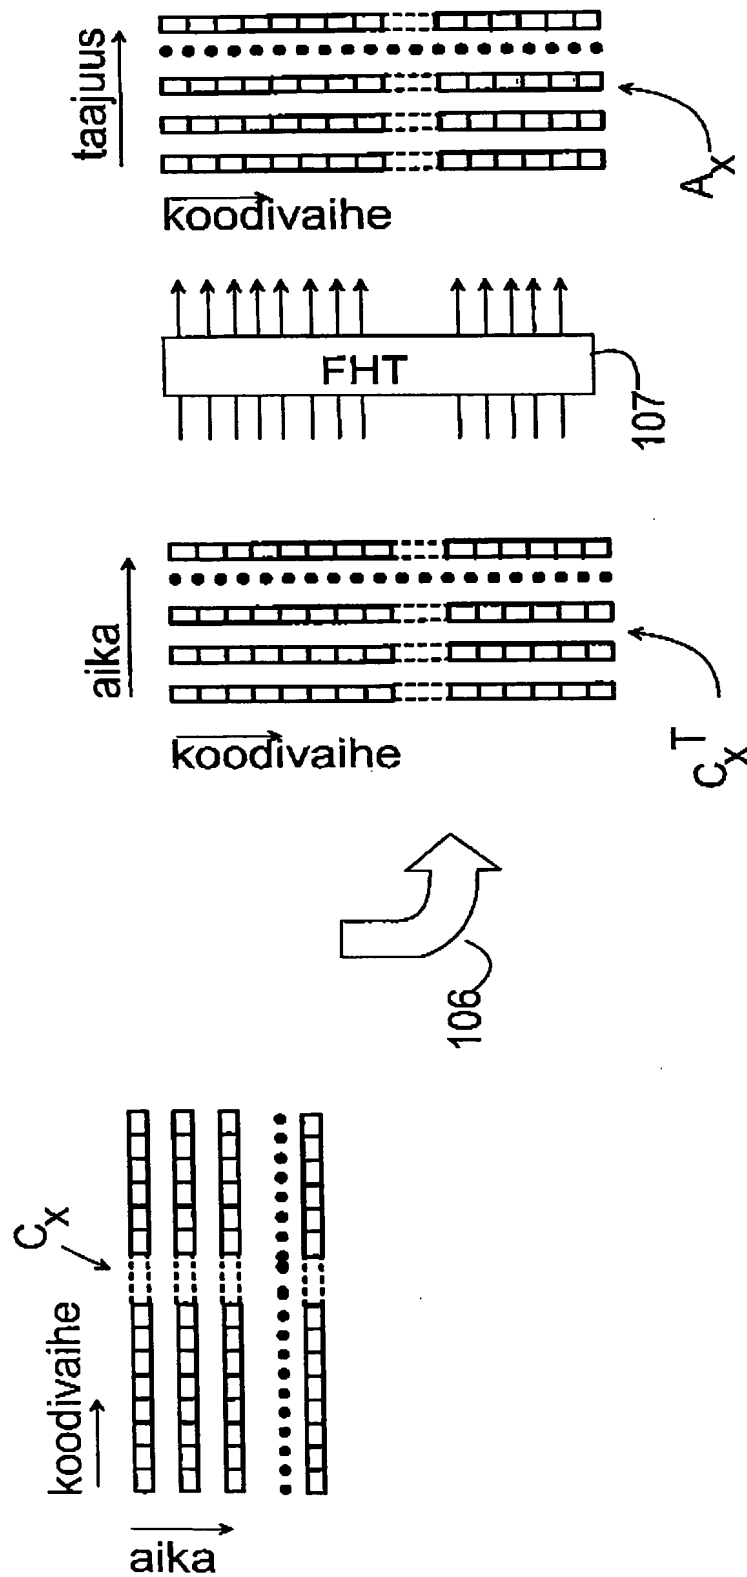 koodivaihe
C_X
aika
106
aika
koodivaihe
C_X^T
FHT
107
taajuus
koodivaihe
A_X